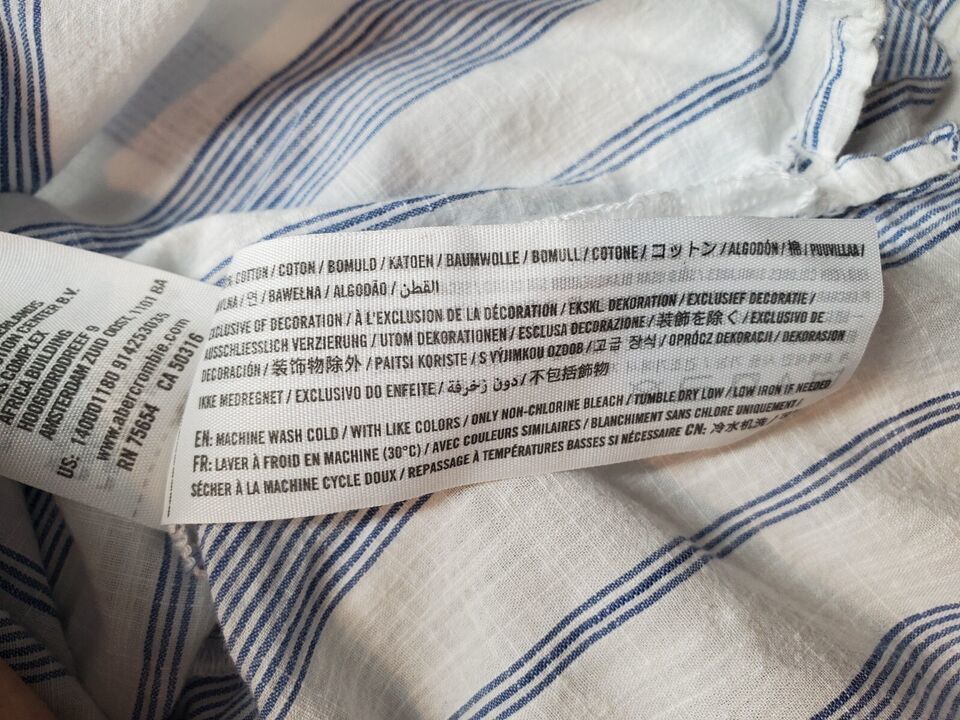 COTTON / COTON / BOMULD / KATOEN / BAUMWOLLE / BOMULL / COTONE / コットン / ALGODÓN / 棉 / PUUVILLAA /
/ 면 / BAWEŁNA / ALGODÃO / القطن
EXCLUSIVE OF DECORATION / À L'EXCLUSION DE LA DÉCORATION / EKSKL. DEKORATION / EXCLUSIEF DECORATIE /
AUSSCHLIESSLICH VERZIERUNG / UTOM DEKORATIONEN / ESCLUSA DECORAZIONE / 装飾を除く / EXCLUSIVO DE
DECORACIÓN / 装饰物除外 / PAITSI KORISTE / S VÝJIMKOU OZDOB / 고급 장식 / OPRÓCZ DEKORACJI / DEKORASJON
IKKE MEDREGNET / EXCLUSIVO DO ENFEITE / دون زخرفة / 不包括飾物
EN: MACHINE WASH COLD / WITH LIKE COLORS / ONLY NON-CHLORINE BLEACH / TUMBLE DRY LOW / LOW IRON IF NEEDED
FR: LAVER À FROID EN MACHINE (30°C) / AVEC COULEURS SIMILAIRES / BLANCHIMENT SANS CHLORE UNIQUEMENT /
SÉCHER À LA MACHINE CYCLE DOUX / REPASSAGE À TEMPÉRATURES BASSES SI NÉCESSAIRE CN: 冷水机洗 /
CENTER B.V.
COMPLEX
AFRICA BUILDING
HOOGOORDDREEF 9
AMSTERDAM ZUID OOST, 1101 BA
US: 1400011780 914253035
www.abercrombie.com
RN 75654 CA 50316